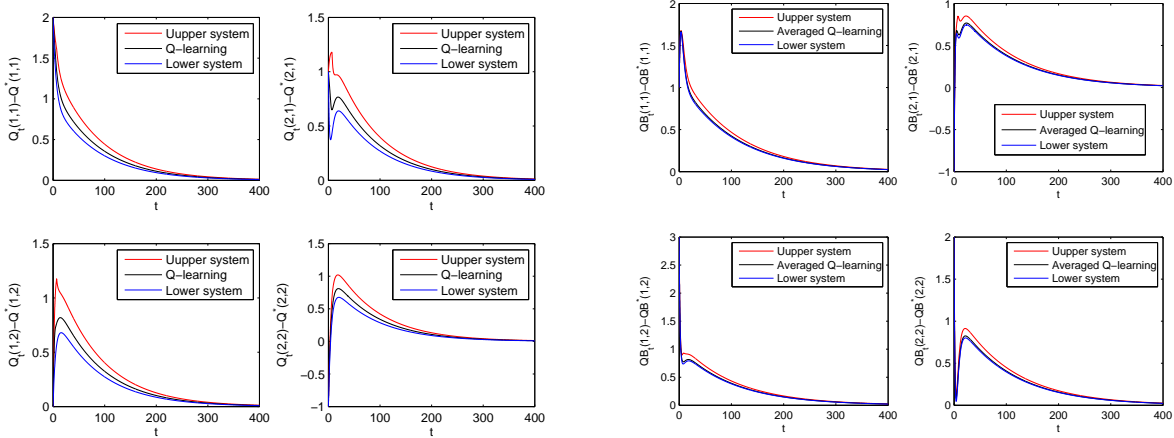 Q_t(1,1)−Q^*(1,1)
2
1.5
1
0.5
0
0 100 200 300 400
t
Uupper system
Q−learning
Lower system
Q_t(2,1)−Q^*(2,1)
1.5
1
0.5
0
0 100 200 300 400
t
Uupper system
Q−learning
Lower system
QB_t(1,1)−QB^*(1,1)
2
1.5
1
0.5
0
0 100 200 300 400
t
Uupper system
Averaged Q−learning
Lower system
QB_t(2,1)−QB^*(2,1)
1
0.5
0
−0.5
−1
0 100 200 300 400
t
Uupper system
Averaged Q−learning
Lower system
Q_t(1,2)−Q^*(1,2)
1.5
1
0.5
0
0 100 200 300 400
t
Uupper system
Q−learning
Lower system
Q_t(2,2)−Q^*(2,2)
1.5
1
0.5
0
−0.5
−1
0 100 200 300 400
t
Uupper system
Q−learning
Lower system
QB_t(1,2)−QB^*(1,2)
3
2.5
2
1.5
1
0.5
0
0 100 200 300 400
t
Uupper system
Averaged Q−learning
Lower system
QB_t(2,2)−QB^*(2,2)
2
1.5
1
0.5
0
0 100 200 300 400
t
Uupper system
Averaged Q−learning
Lower system